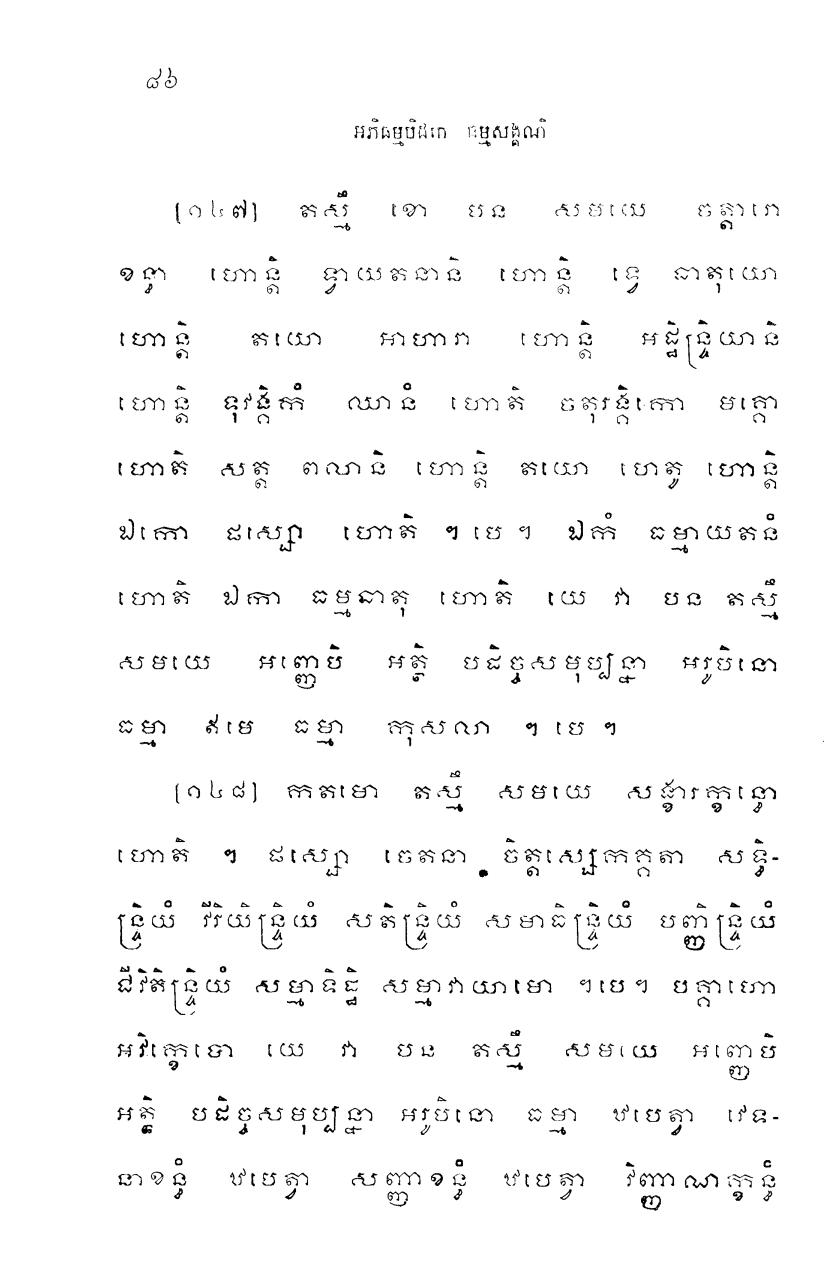 ៨៦
អភិធម្មបិដកេ ធម្មសង្គណិ
[១៤៧] តស្មឹ ខោ បន សមយេ ចត្តារោ
ខន្ធា ហោន្តិ ទ្វាយតនានិ ហោន្តិ ទ្វេ ធាតុយោ
ហោន្តិ តយោ អាហារា ហោន្តិ អដ្ឋិន្ទ្រិយានិ
ហោន្តិ ទុវង្គិកំ ឈានំ ហោតិ ចតុរង្គិកោ មគ្គោ
ហោតិ សត្ត ពលានិ ហោន្តិ តយោ ហេតូ ហោន្តិ
ឯកោ ផស្សោ ហោតិ ។ បេ ។ ឯកំ ធម្មាយតនំ
ហោតិ ឯកា ធម្មធាតុ ហោតិ យេ វា បន តស្មឹ
សមយេ អញ្ញេបិ អត្ថិ បដិច្ចសមុប្បន្នា អរូបិនោ
ធម្មា ឥមេ ធម្មា កុសលា ។ បេ ។
[១៤៨] កតមោ តស្មឹ សមយេ សង្ខារក្ខន្ធោ
ហោតិ ។ ផស្សោ ចេតនា ចិត្តស្សេកគ្គតា សទ្ធិ-
ន្ទ្រិយំ វីរិយិន្ទ្រិយំ សតិន្ទ្រិយំ សមាធិន្ទ្រិយំ បញ្ញិន្ទ្រិយំ
ជីវិតិន្ទ្រិយំ សម្មាទិដ្ឋិ សម្មាវាយាមោ ។បេ។ បគ្គាហោ
អវិក្ខេបោ យេ វា បន តស្មឹ សមយេ អញ្ញេបិ
អត្ថិ បដិច្ចសមុប្បន្នា អរូបិនោ ធម្មា ឋបេត្វា វេទ-
នាខន្ធំ ឋបេត្វា សញ្ញាខន្ធំ ឋបេត្វា វិញ្ញាណក្ខន្ធំ